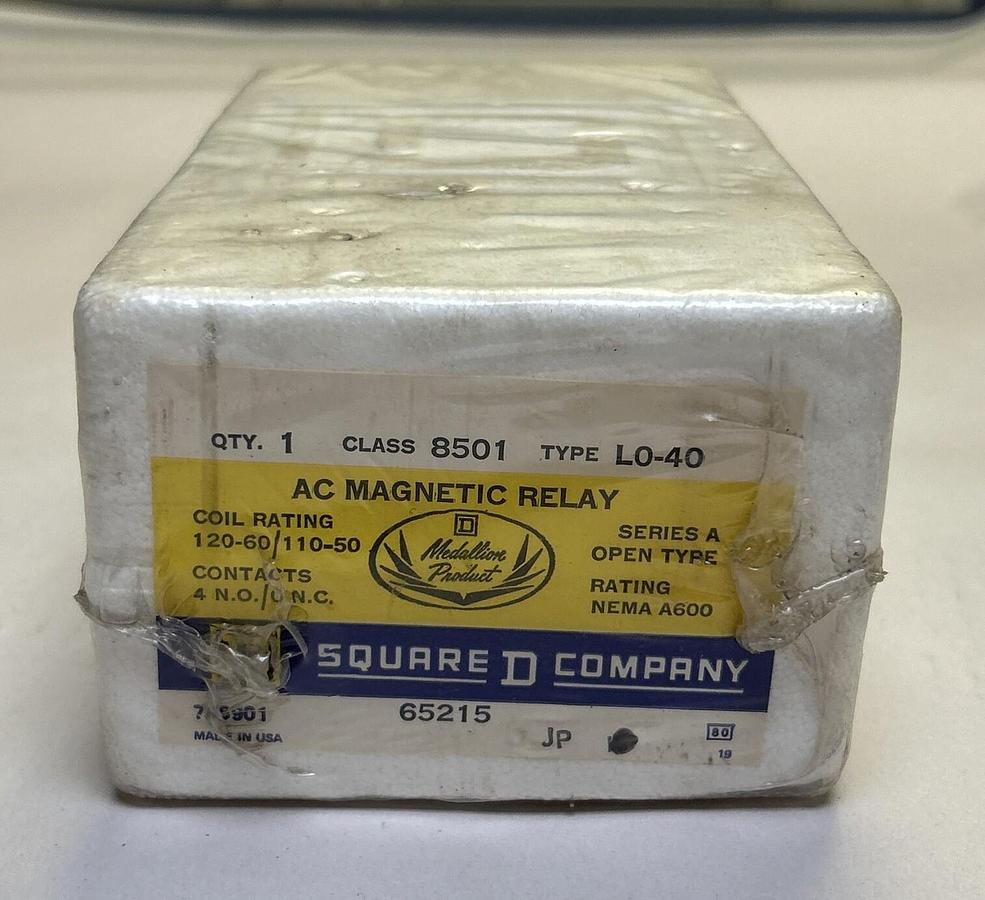 QTY. 1 CLASS 8501 TYPE LO-40
AC MAGNETIC RELAY
COIL RATING
120-60/110-50
CONTACTS
4 N.O./0 N.C.
D
Medallion
Product
SERIES A
OPEN TYPE
RATING
NEMA A600
SQUARE D COMPANY
65215
MADE IN USA
JP
80
19